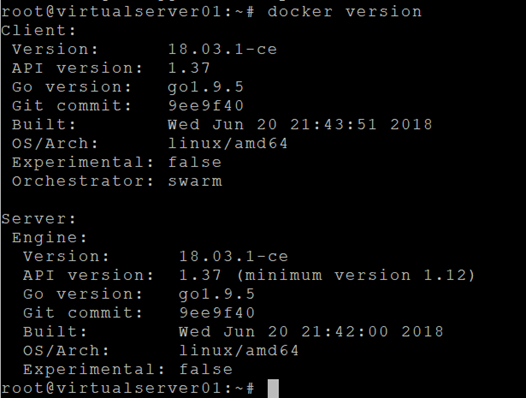 root@virtualserver01:~# docker version
Client:
 Version:       18.03.1-ce
 API version:   1.37
 Go version:    go1.9.5
 Git commit:    9ee9f40
 Built:         Wed Jun 20 21:43:51 2018
 OS/Arch:       linux/amd64
 Experimental:  false
 Orchestrator:  swarm

Server:
 Engine:
  Version:       18.03.1-ce
  API version:   1.37 (minimum version 1.12)
  Go version:    go1.9.5
  Git commit:    9ee9f40
  Built:         Wed Jun 20 21:42:00 2018
  OS/Arch:       linux/amd64
  Experimental:  false
root@virtualserver01:~#